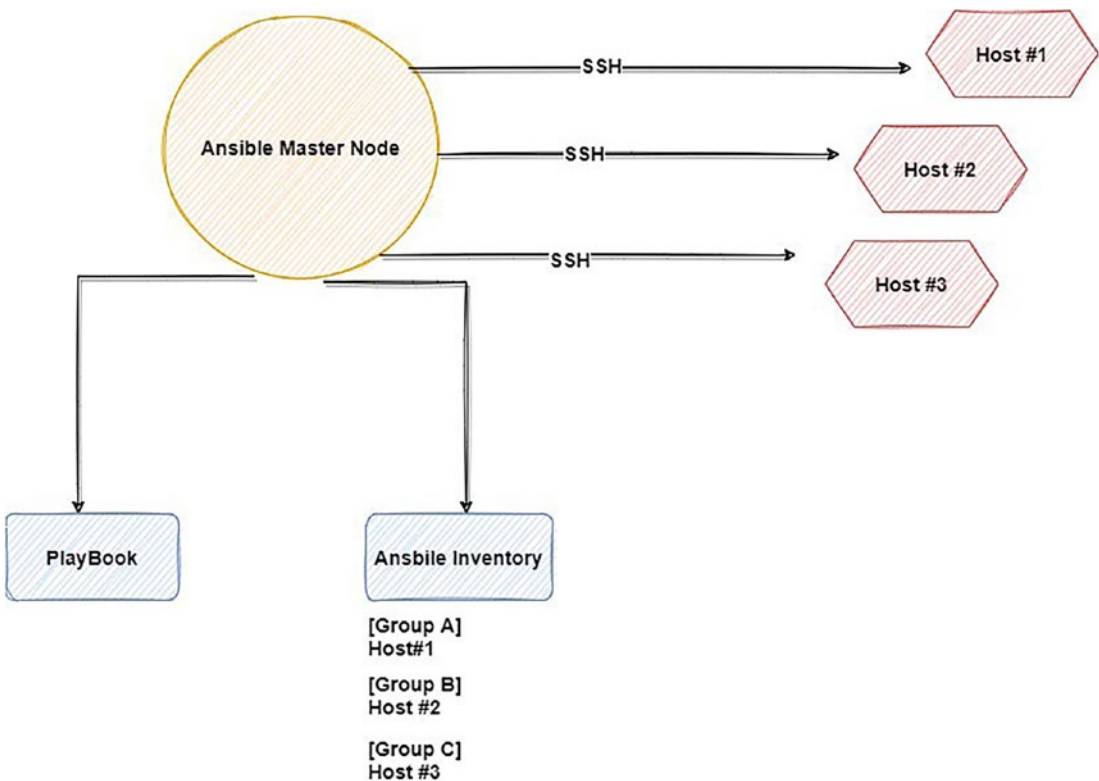 Host #1
SSH
Ansible Master Node
SSH
Host #2
SSH
Host #3
PlayBook
Ansbile Inventory
[Group A]
Host#1
[Group B]
Host #2
[Group C]
Host #3